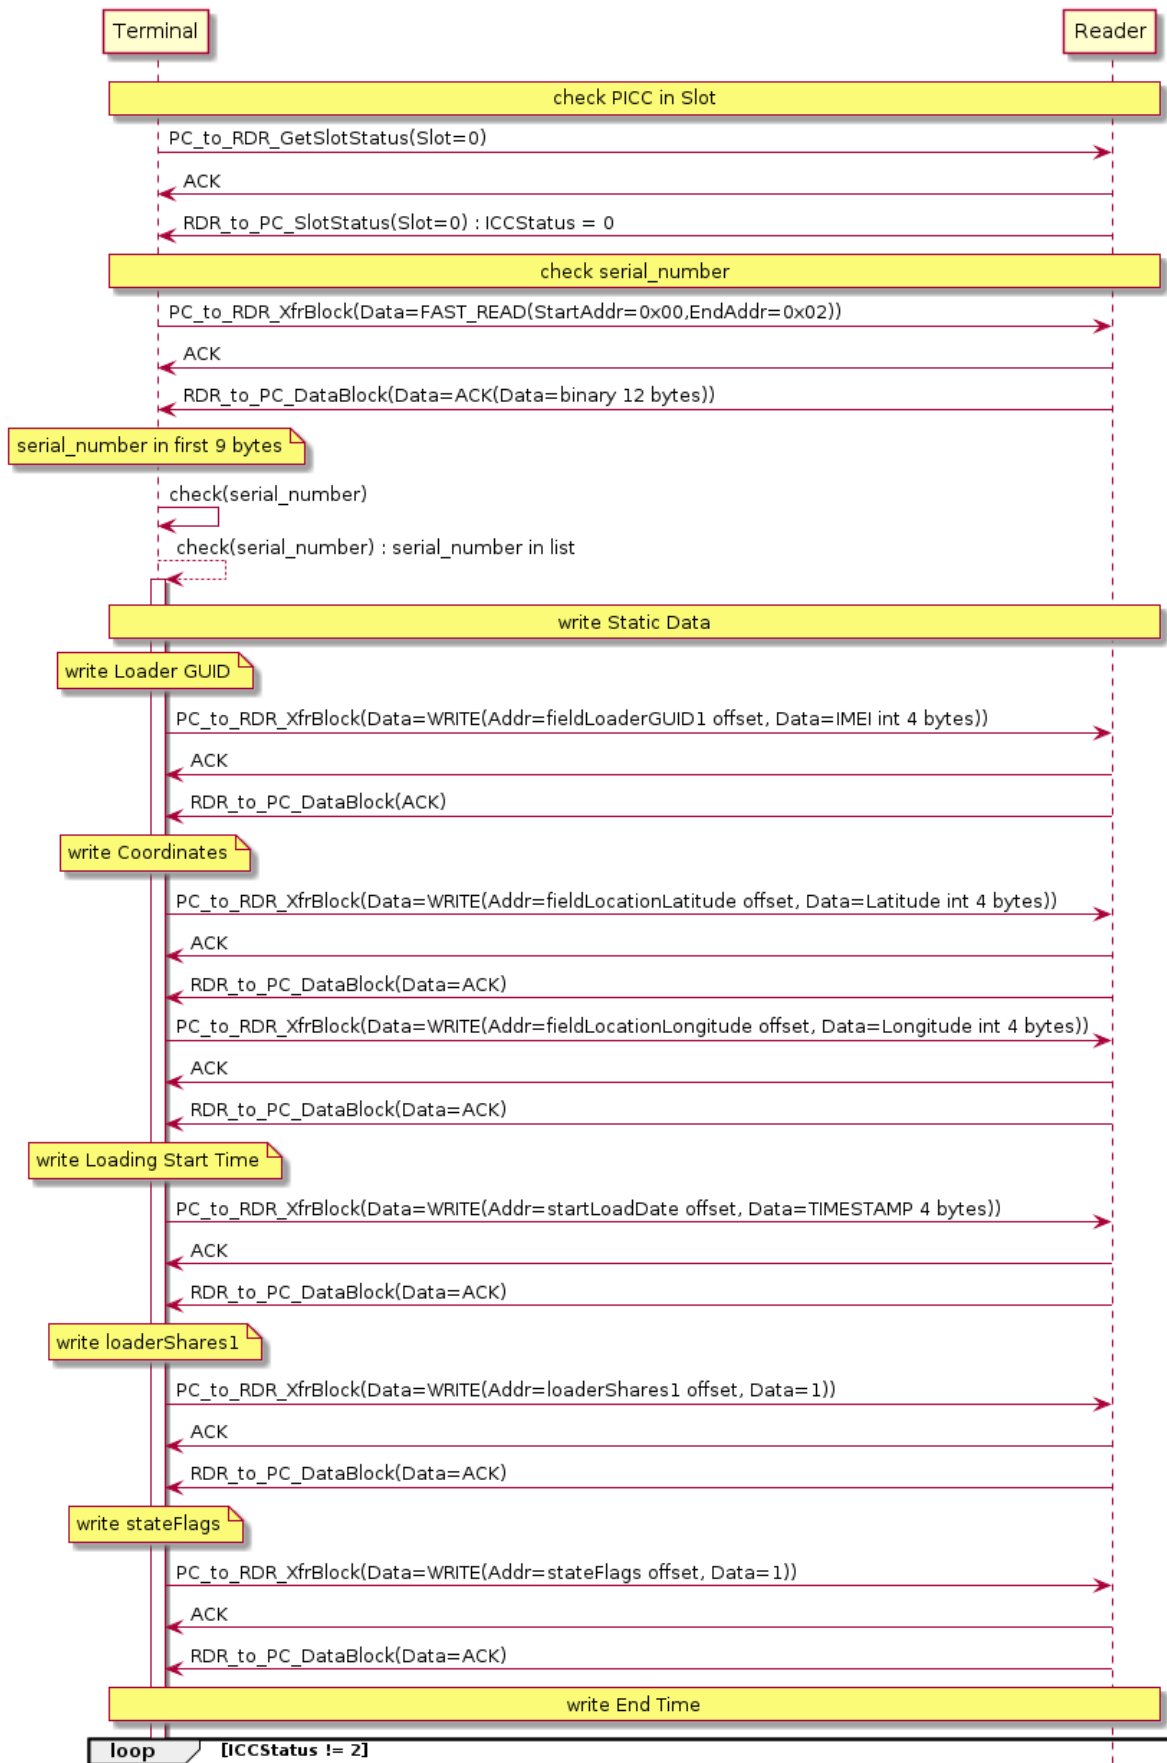 Terminal
Reader
check PICC in Slot
PC_to_RDR_GetSlotStatus(Slot=0)
ACK
RDR_to_PC_SlotStatus(Slot=0) : ICCStatus = 0
check serial_number
PC_to_RDR_XfrBlock(Data=FAST_READ(StartAddr=0x00,EndAddr=0x02))
ACK
RDR_to_PC_DataBlock(Data=ACK(Data=binary 12 bytes))
serial_number in first 9 bytes
check(serial_number)
check(serial_number) : serial_number in list
write Static Data
write Loader GUID
PC_to_RDR_XfrBlock(Data=WRITE(Addr=fieldLoaderGUID1 offset, Data=IMEI int 4 bytes))
ACK
RDR_to_PC_DataBlock(ACK)
write Coordinates
PC_to_RDR_XfrBlock(Data=WRITE(Addr=fieldLocationLatitude offset, Data=Latitude int 4 bytes))
ACK
RDR_to_PC_DataBlock(Data=ACK)
PC_to_RDR_XfrBlock(Data=WRITE(Addr=fieldLocationLongitude offset, Data=Longitude int 4 bytes))
ACK
RDR_to_PC_DataBlock(Data=ACK)
write Loading Start Time
PC_to_RDR_XfrBlock(Data=WRITE(Addr=startLoadDate offset, Data=TIMESTAMP 4 bytes))
ACK
RDR_to_PC_DataBlock(Data=ACK)
write loaderShares1
PC_to_RDR_XfrBlock(Data=WRITE(Addr=loaderShares1 offset, Data=1))
ACK
RDR_to_PC_DataBlock(Data=ACK)
write stateFlags
PC_to_RDR_XfrBlock(Data=WRITE(Addr=stateFlags offset, Data=1))
ACK
RDR_to_PC_DataBlock(Data=ACK)
write End Time
loop [ICCStatus != 2]